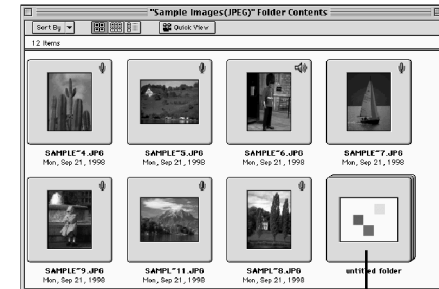 "Sample Images(JPEG)" Folder Contents
Sort By Quick View
12 Items
SAMPLE~4.JPG SAMPLE~5.JPG SAMPLE~6.JPG SAMPLE~7.JPG
Mon, Sep 21, 1998 Mon, Sep 21, 1998 Mon, Sep 21, 1998 Mon, Sep 21, 1998
SAMPLE~9.JPG SAMPL~11.JPG SAMPL~8.JPG untitled folder
Mon, Sep 21, 1998 Mon, Sep 21, 1998 Mon, Sep 21, 1998